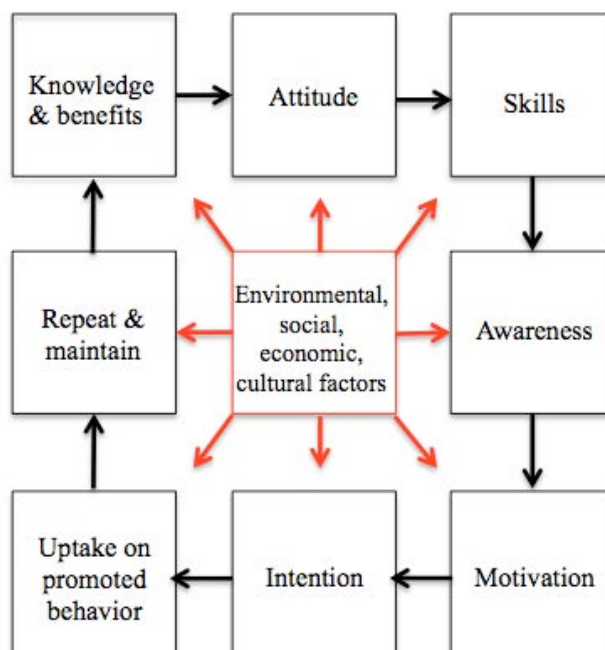 Knowledge
& benefits
Attitude
Skills
Repeat &
maintain
Environmental,
social,
economic,
cultural factors
Awareness
Uptake on
promoted
behavior
Intention
Motivation